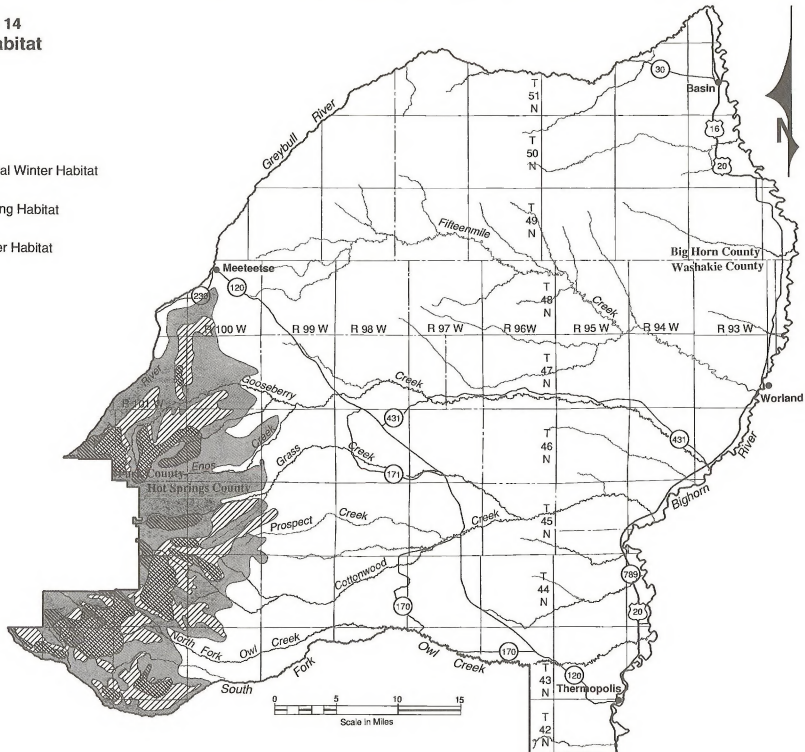 14
abitat
al Winter Habitat
ng Habitat
er Habitat
N
Greybull River
30
Basin
16
20
T 51 N
T 50 N
T 49 N
Fifteenmile Creek
Big Horn County
Washakie County
Meeteetse
290
120
T 48 N
R 100 W
R 99 W
R 98 W
R 97 W
R 96W
R 95 W
R 94 W
R 93 W
T 47 N
River
Gooseberry Creek
R 101 W
Worland
431
431
T 46 N
Enos Creek
Grass Creek
171
County
Hot Springs County
Bighorn River
T 45 N
Prospect Creek
Cottonwood Creek
789
T 44 N
170
20
North Fork Owl Creek
South Fork Owl Creek
170
T 43 N
120
Thermopolis
0 5 10 15
Scale in Miles
T 42 N